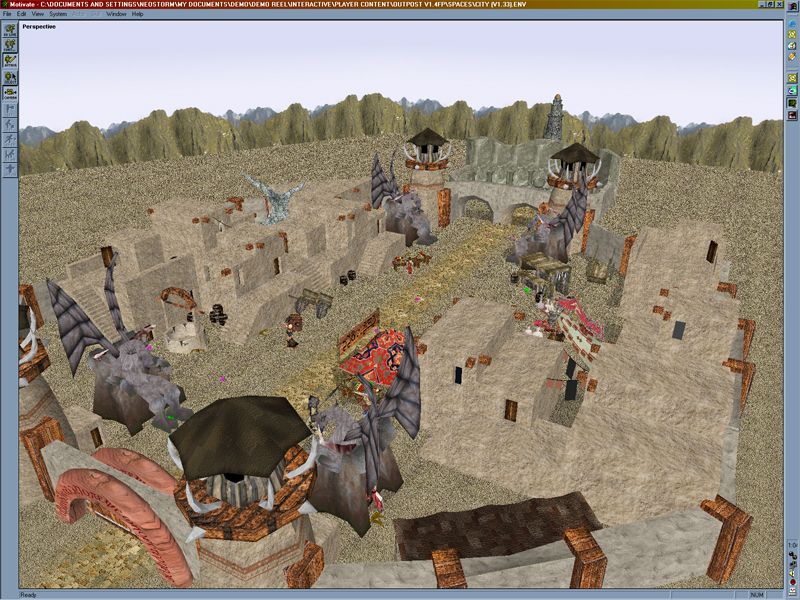 Motivate - C:\DOCUMENTS AND SETTINGS\NEOSTORM\MY DOCUMENTS\DEMO\DEMO REEL\INTERACTIVE\PLAYER CONTENT\OUTPOST V1.4FP\SPACES\CITY (V1.33).ENV
File Edit View System Window Help
Perspective
Ready
NUM